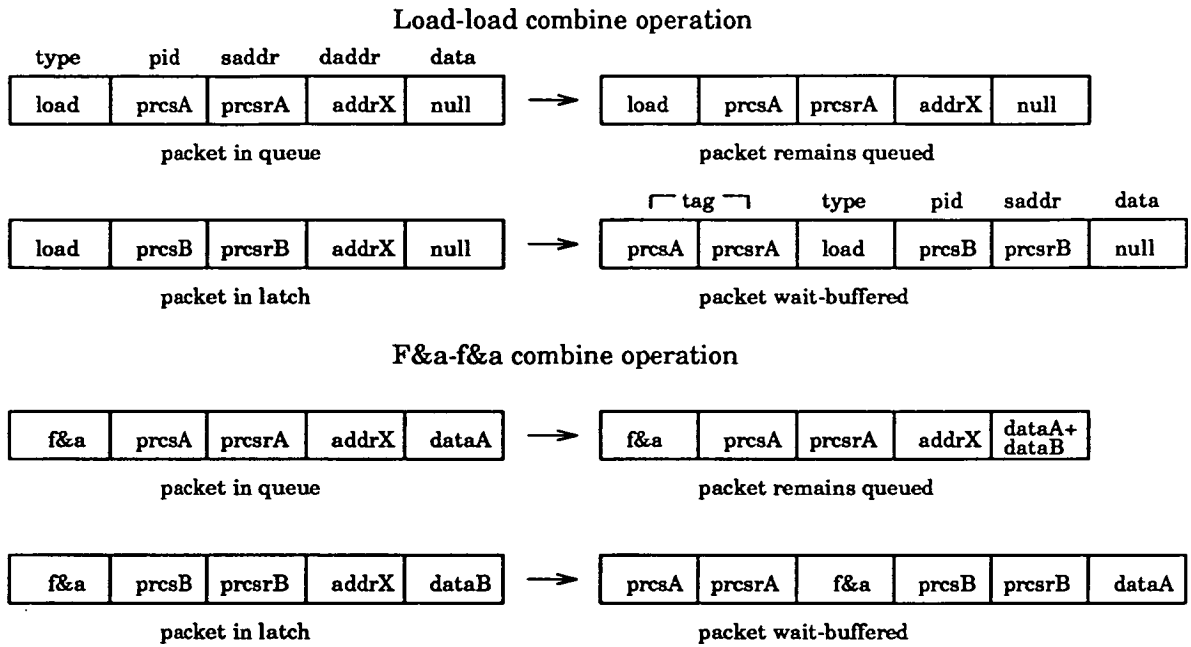 Load-load combine operation
type pid saddr daddr data
load prcsA prcsrA addrX null load prcsA prcsrA addrX null
packet in queue packet remains queued
tag type pid saddr data
load prcsB prcsrB addrX null prcsA prcsrA load prcsB prcsrB null
packet in latch packet wait-buffered
F&a-f&a combine operation
f&a prcsA prcsrA addrX dataA f&a prcsA prcsrA addrX dataA+
dataB
packet in queue packet remains queued
f&a prcsB prcsrB addrX dataB prcsA prcsrA f&a prcsB prcsrB dataA
packet in latch packet wait-buffered